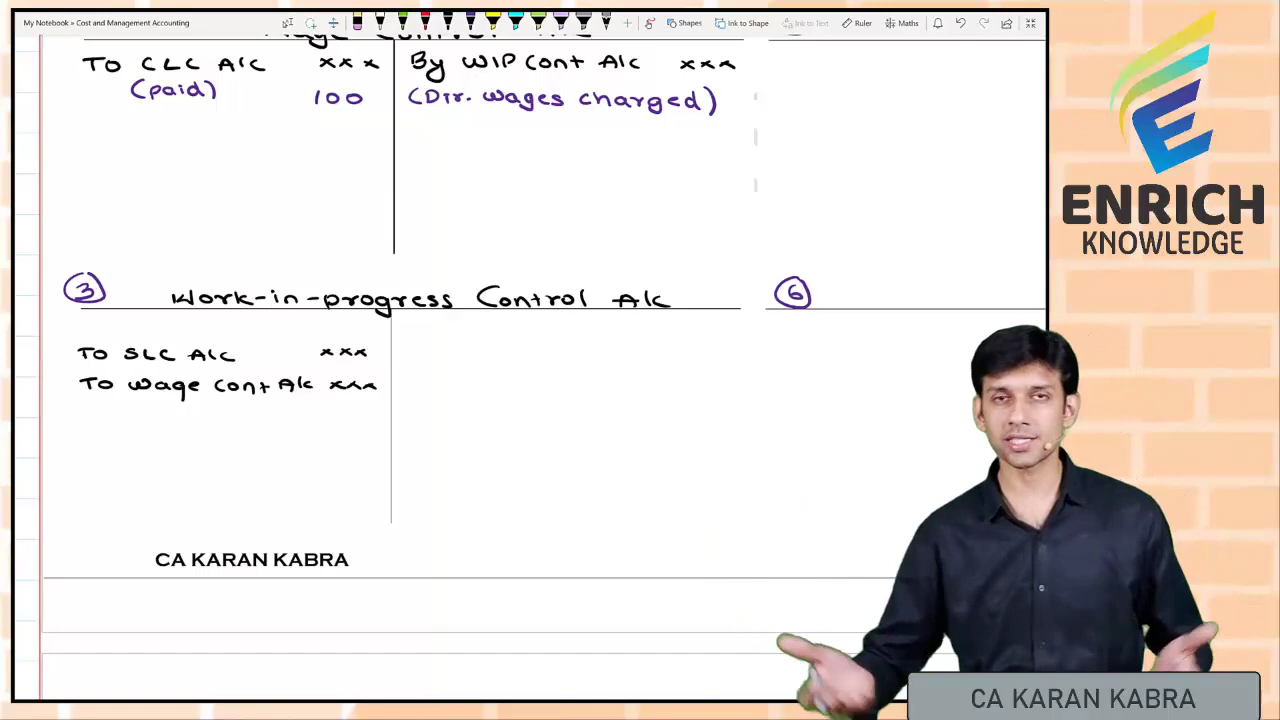 My Notebook » Cost and Management Accounting
Shapes
Ink to Shape
Ink to Text
Ruler
Maths
To CLC A/c xxx
By WIP Cont A/c xxx
(paid) 100
(Dir. wages charged)
3
Work-in-progress Control A/c
6
To SLC A/c xxx
To Wage Cont A/c xxx
CA KARAN KABRA
ENRICH
KNOWLEDGE
CA KARAN KABRA